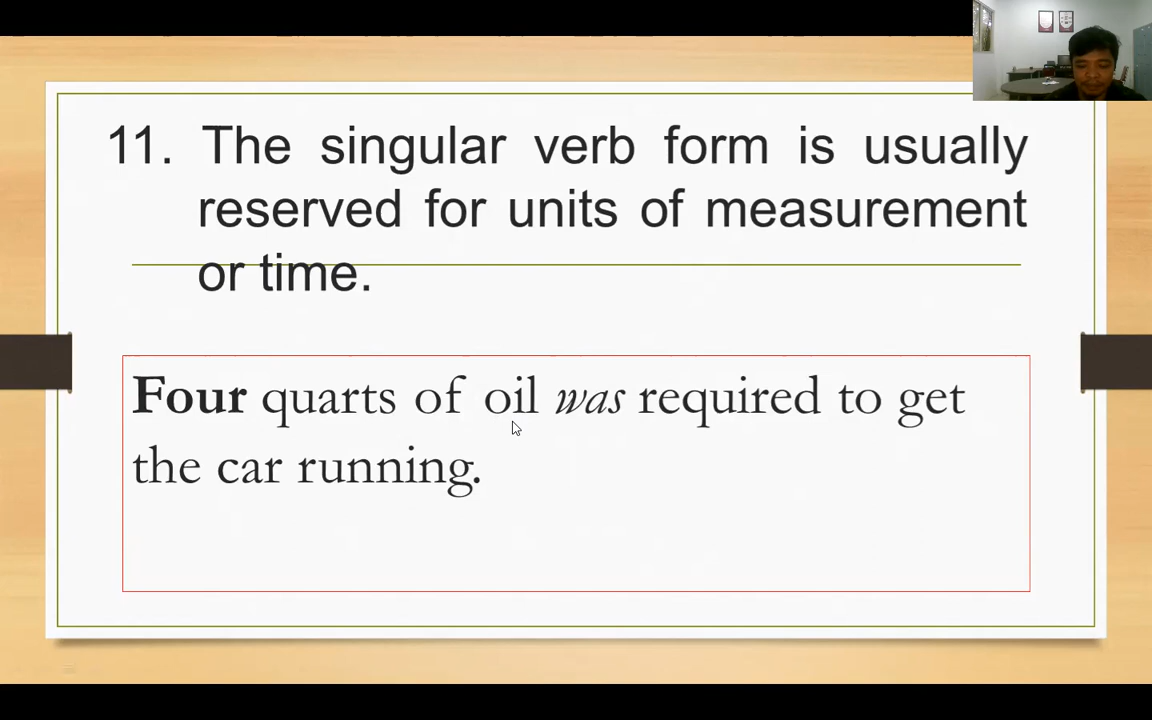 11. The singular verb form is usually
reserved for units of measurement
or time.
Four quarts of oil was required to get
the car running.